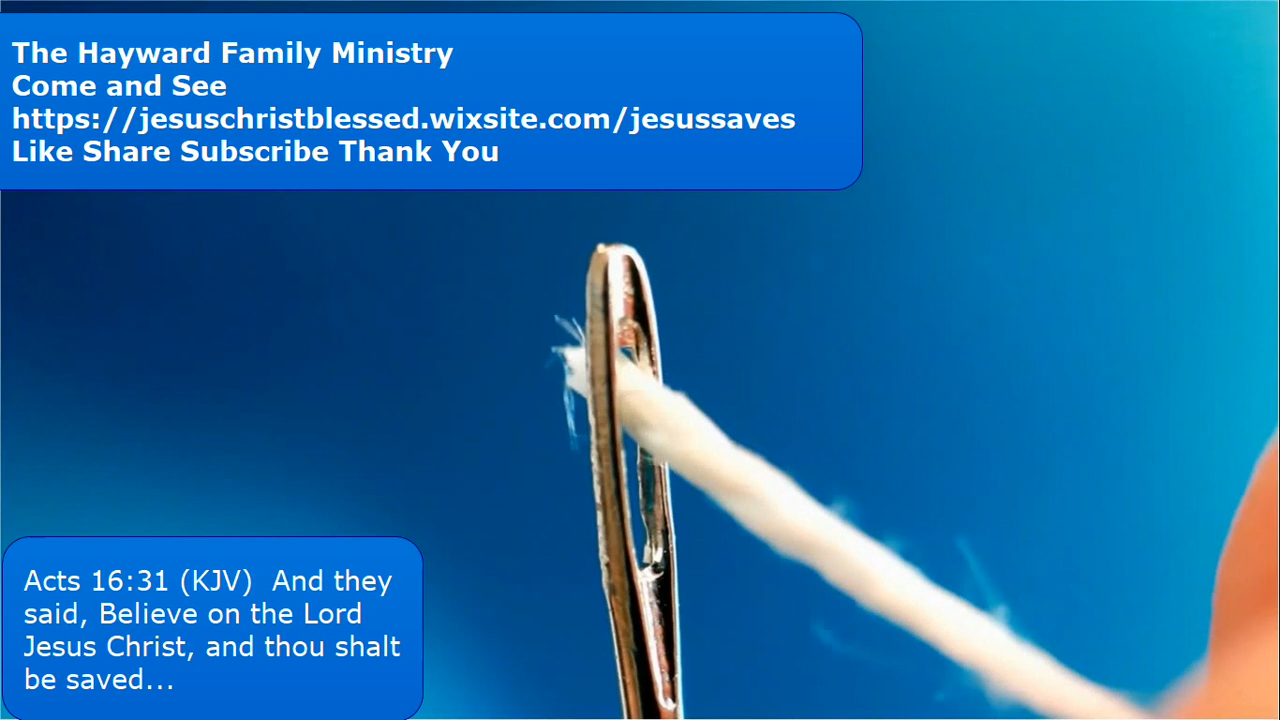 The Hayward Family Ministry
Come and See
https://jesuschristblessed.wixsite.com/jesussaves
Like Share Subscribe Thank You
Acts 16:31 (KJV)  And they
said, Believe on the Lord
Jesus Christ, and thou shalt
be saved...